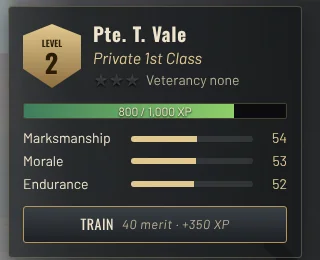 LEVEL
2
Pte. T. Vale
Private 1st Class
★★★ Veterancy none
800 / 1,000 XP
Marksmanship 54
Morale 53
Endurance 52
TRAIN 40 merit · +350 XP